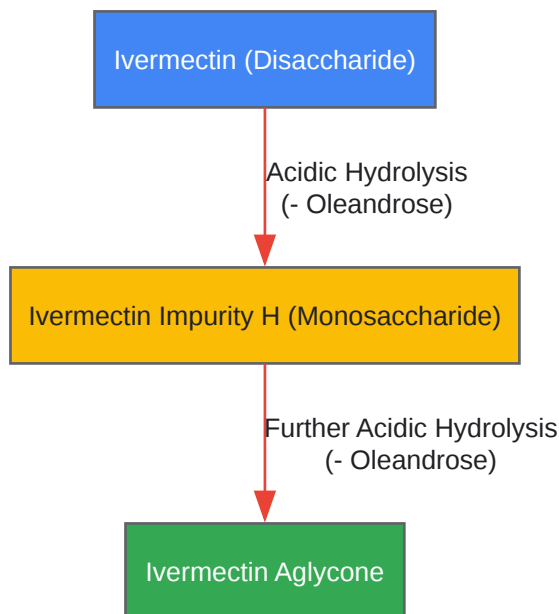 Ivermectin (Disaccharide)
Acidic Hydrolysis
(- Oleandrose)
Ivermectin Impurity H (Monosaccharide)
Further Acidic Hydrolysis
(- Oleandrose)
Ivermectin Aglycone